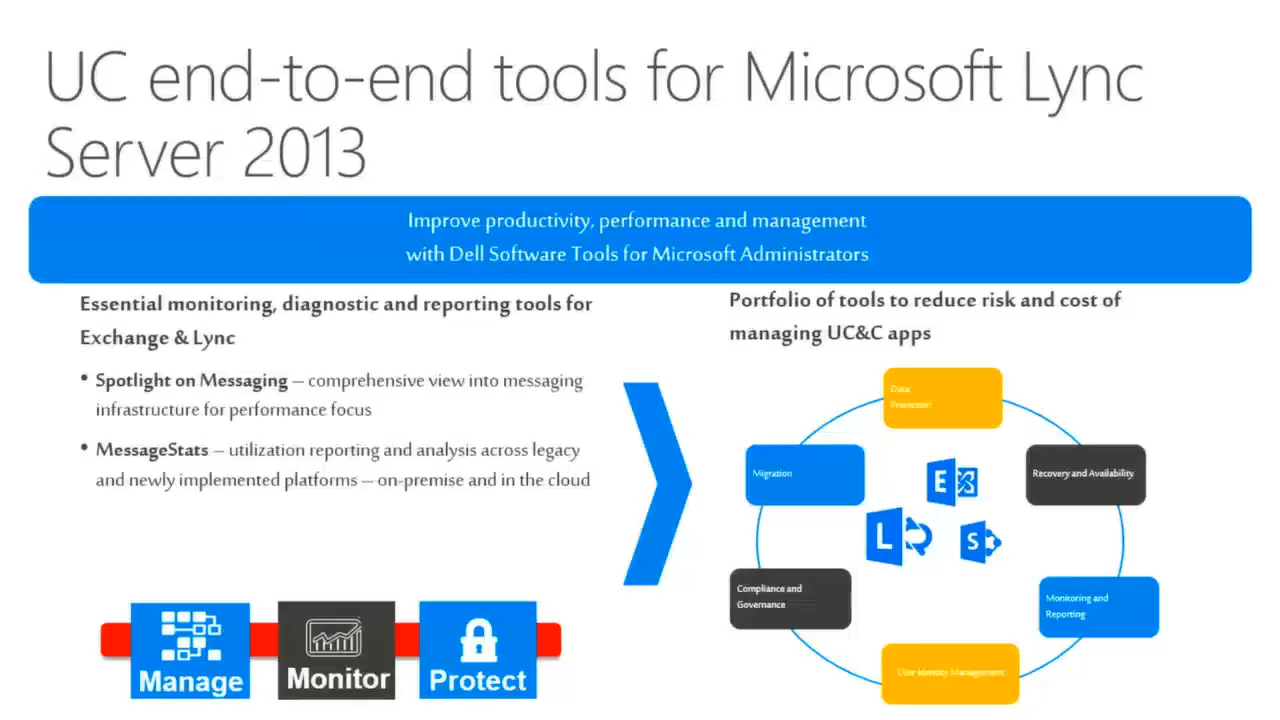 UC end-to-end tools for Microsoft Lync
Server 2013
Improve productivity, performance and management
with Dell Software Tools for Microsoft Administrators
Essential monitoring, diagnostic and reporting tools for
Exchange & Lync
• Spotlight on Messaging – comprehensive view into messaging
infrastructure for performance focus
• MessageStats – utilization reporting and analysis across legacy
and newly implemented platforms – on-premise and in the cloud
Manage
Monitor
Protect
Portfolio of tools to reduce risk and cost of
managing UC&C apps
Data
Protection
Migration
Recovery and Availability
E
L
S
Compliance and
Governance
Monitoring and
Reporting
User Identity Management